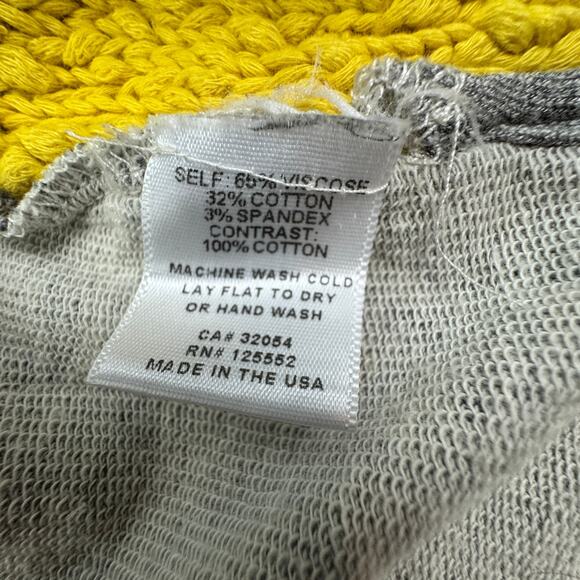 SELF: 65% VISCOSE
32% COTTON
3% SPANDEX
CONTRAST:
100% COTTON
MACHINE WASH COLD
LAY FLAT TO DRY
OR HAND WASH
CA# 32054
RN# 125552
MADE IN THE USA